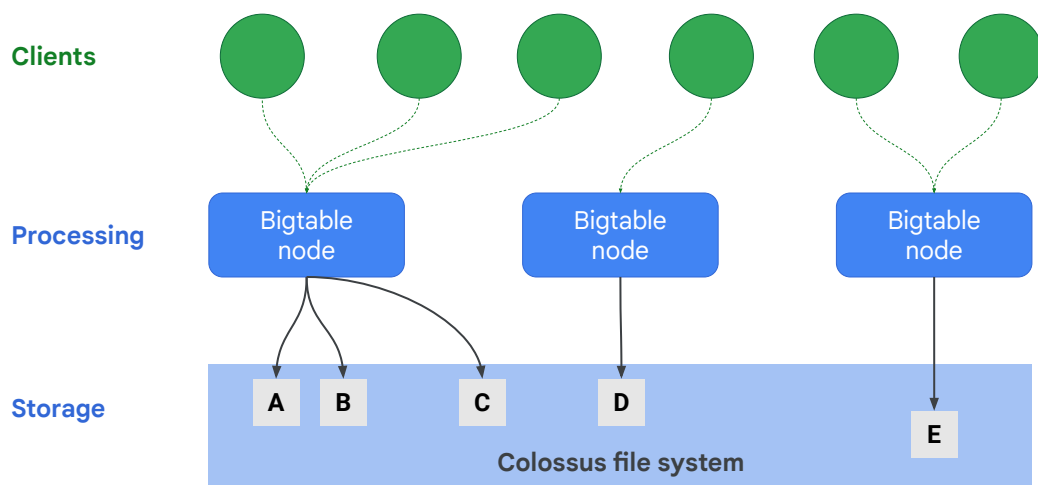 Clients
Processing
Bigtable
node
Bigtable
node
Bigtable
node
Storage
A
B
C
D
E
Colossus file system